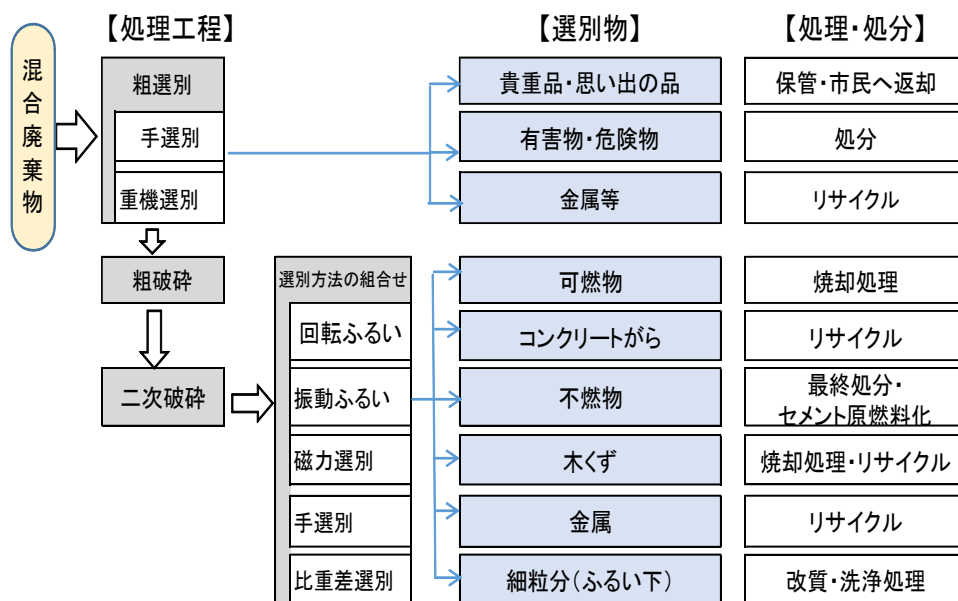 【処理工程】
【選別物】
【処理・処分】
混合廃棄物
粗選別
手選別
重機選別
貴重品・思い出の品
保管・市民へ返却
有害物・危険物
処分
金属等
リサイクル
粗破砕
二次破砕
選別方法の組合せ
回転ふるい
振動ふるい
磁力選別
手選別
比重差選別
可燃物
焼却処理
コンクリートがら
リサイクル
不燃物
最終処分・
セメント原燃料化
木くず
焼却処理・リサイクル
金属
リサイクル
細粒分（ふるい下）
改質・洗浄処理